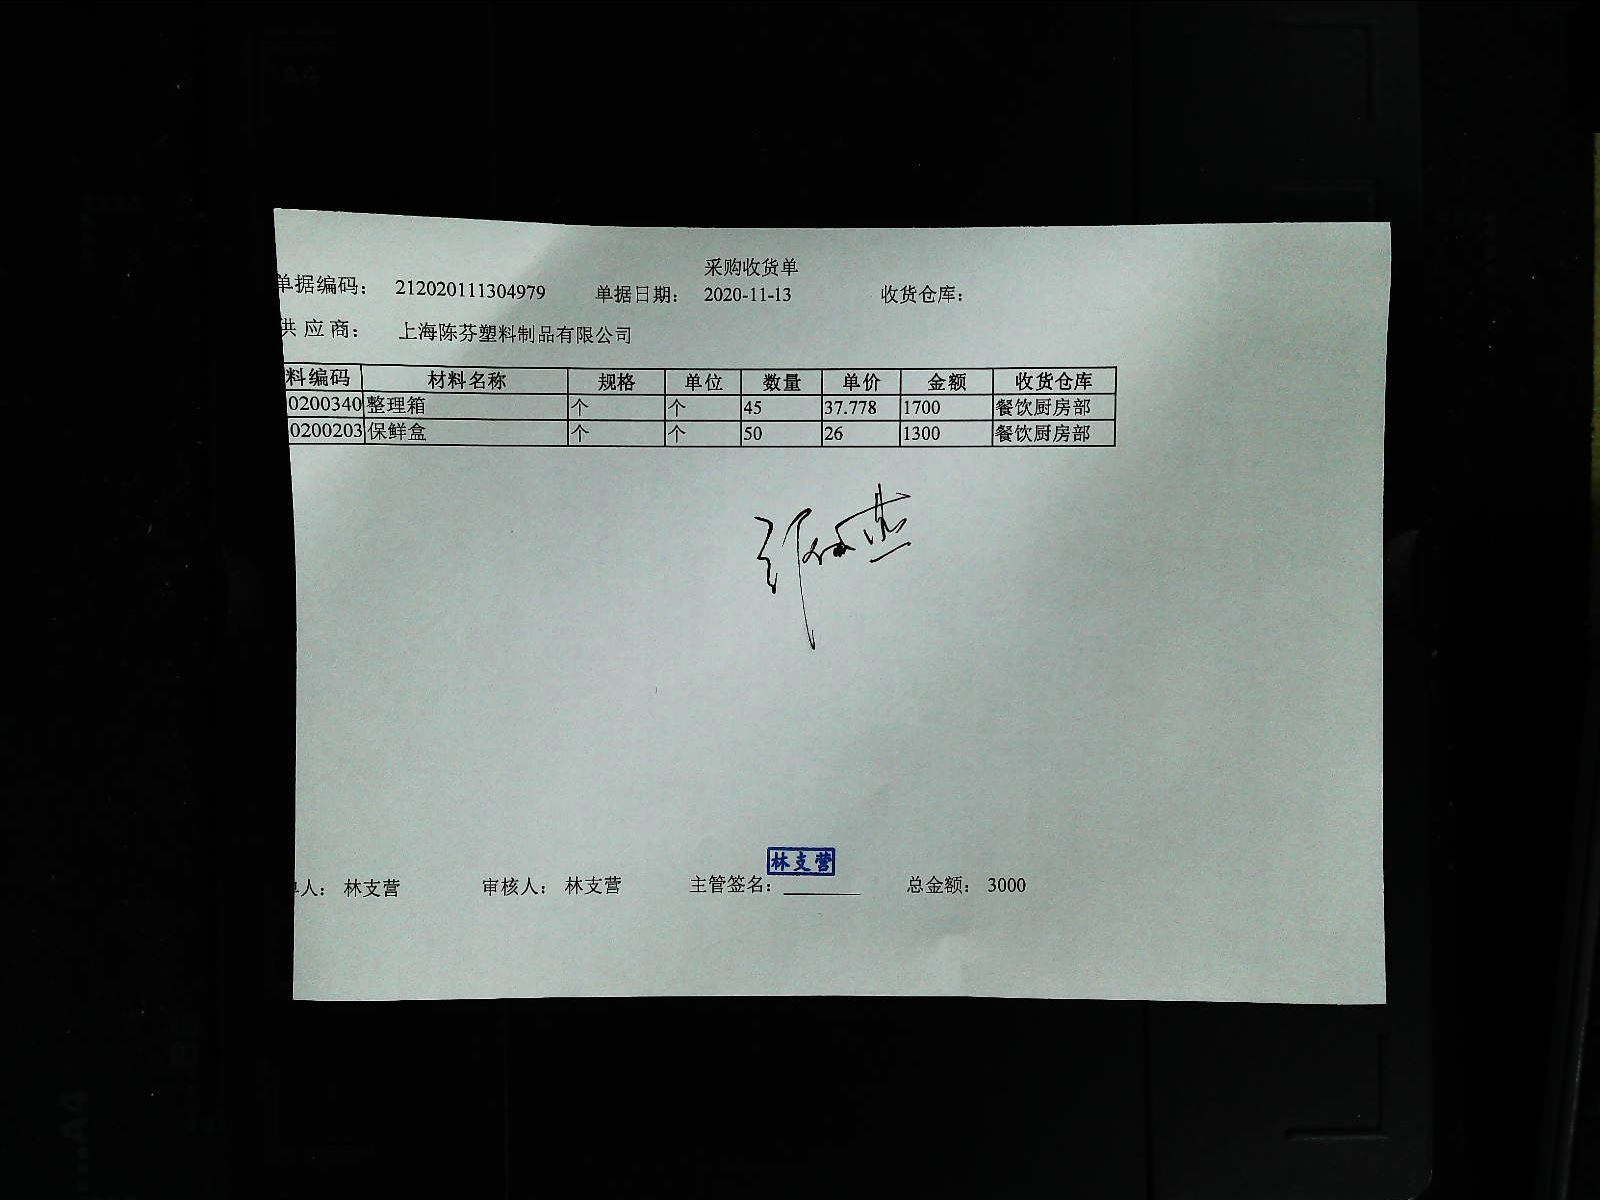 采购收货单
单据编码： 212020111304979 单据日期： 2020-11-13 收货仓库：
供应商： 上海陈芬塑料制品有限公司
料编码 材料名称 规格 单位 数量 单价 金额 收货仓库
0200340 整理箱 个 个 45 37.778 1700 餐饮厨房部
0200203 保鲜盒 个 个 50 26 1300 餐饮厨房部
林支营
单人： 林支营 审核人： 林支营 主管签名： 总金额： 3000